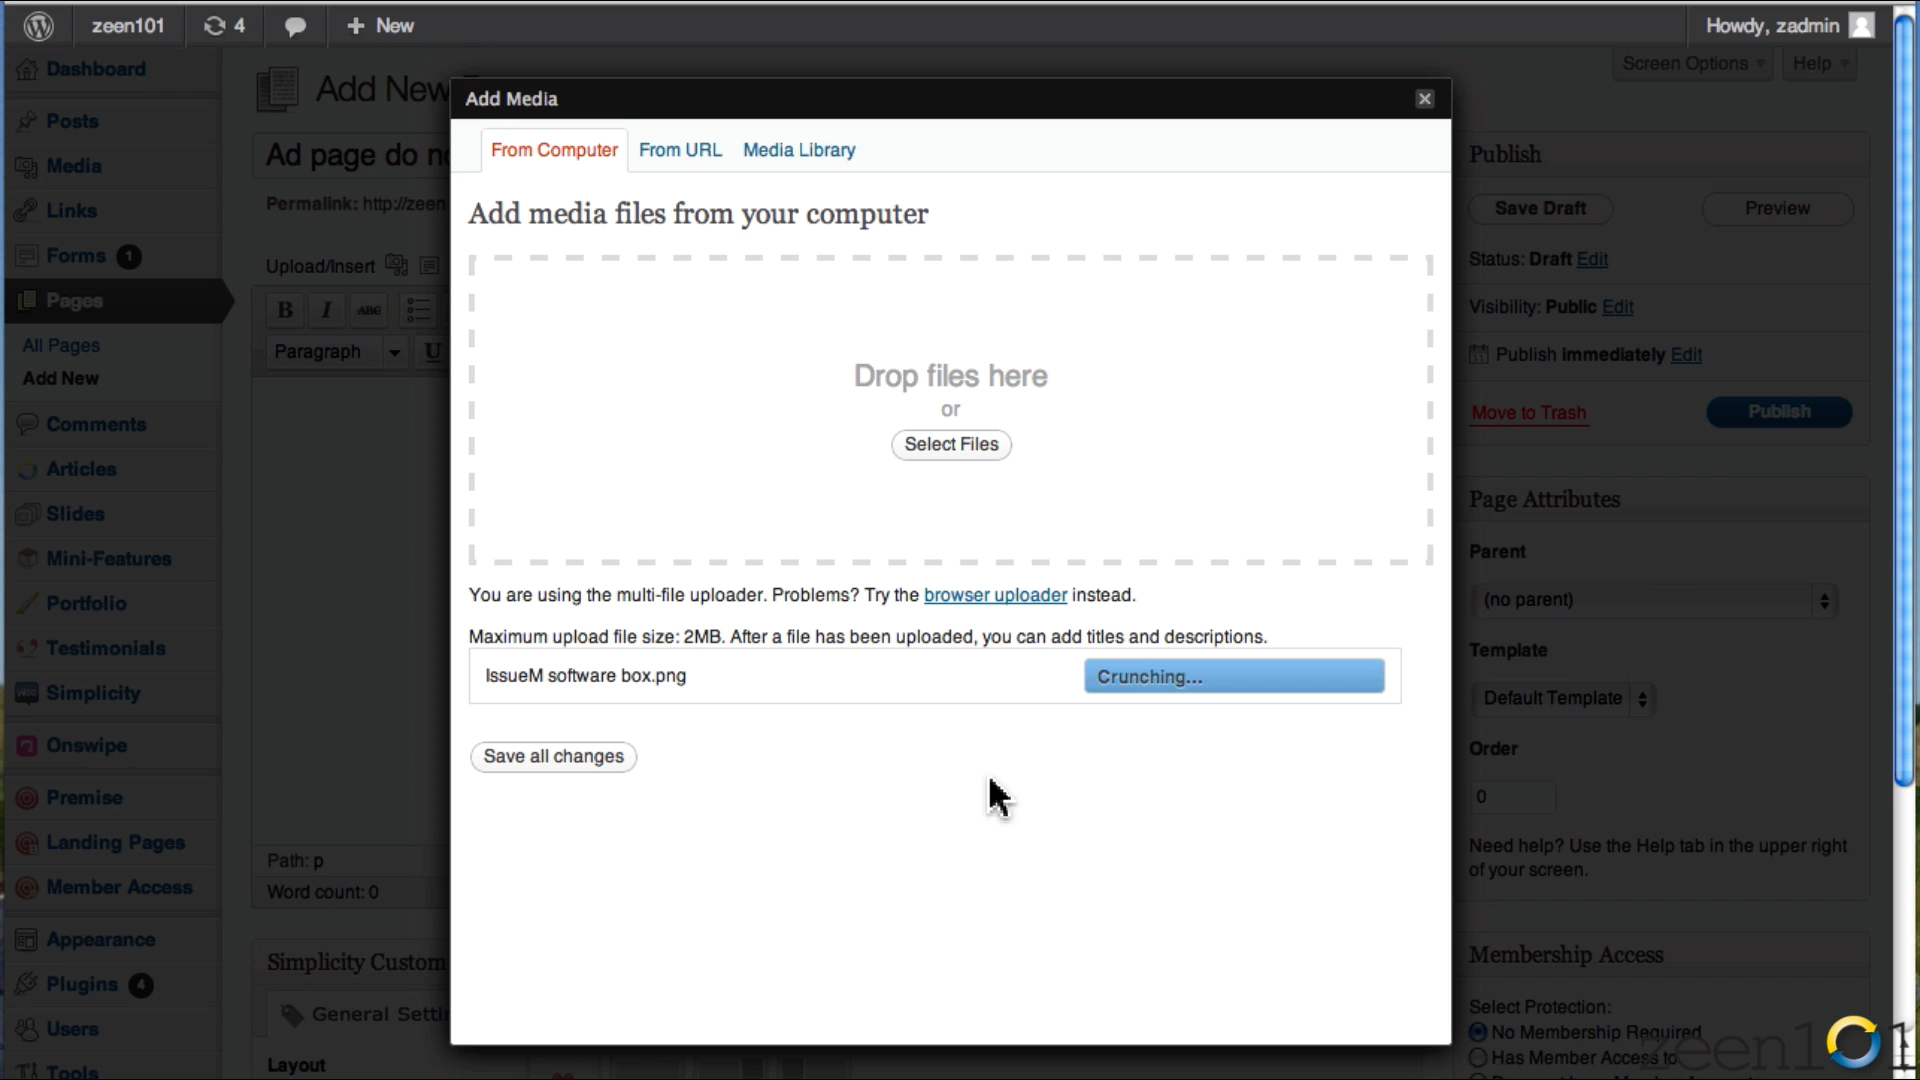 zeen101
4
New
Howdy, zadmin
Screen Options
Help
Dashboard
Posts
Media
Links
Forms 1
Pages
All Pages
Add New
Comments
Articles
Slides
Mini-Features
Portfolio
Testimonials
Simplicity
Onswipe
Premise
Landing Pages
Member Access
Appearance
Plugins 4
Users
Tools
Add New
Ad page do
Permalink: http://zeen
Upload/Insert
B I ABC
Paragraph
U
Path: p
Word count: 0
Simplicity Custom
General
Layout
Add Media
From Computer
From URL
Media Library
Add media files from your computer
Drop files here
or
Select Files
You are using the multi-file uploader. Problems? Try the browser uploader instead.
Maximum upload file size: 2MB. After a file has been uploaded, you can add titles and descriptions.
IssueM software box.png
Crunching...
Save all changes
Publish
Save Draft
Preview
Status: Draft Edit
Visibility: Public Edit
Publish immediately Edit
Move to Trash
Publish
Page Attributes
Parent
(no parent)
Template
Default Template
Order
0
Need help? Use the Help tab in the upper right
of your screen.
Membership Access
Select Protection:
No Membership Required
Has Member Access to
zeen101